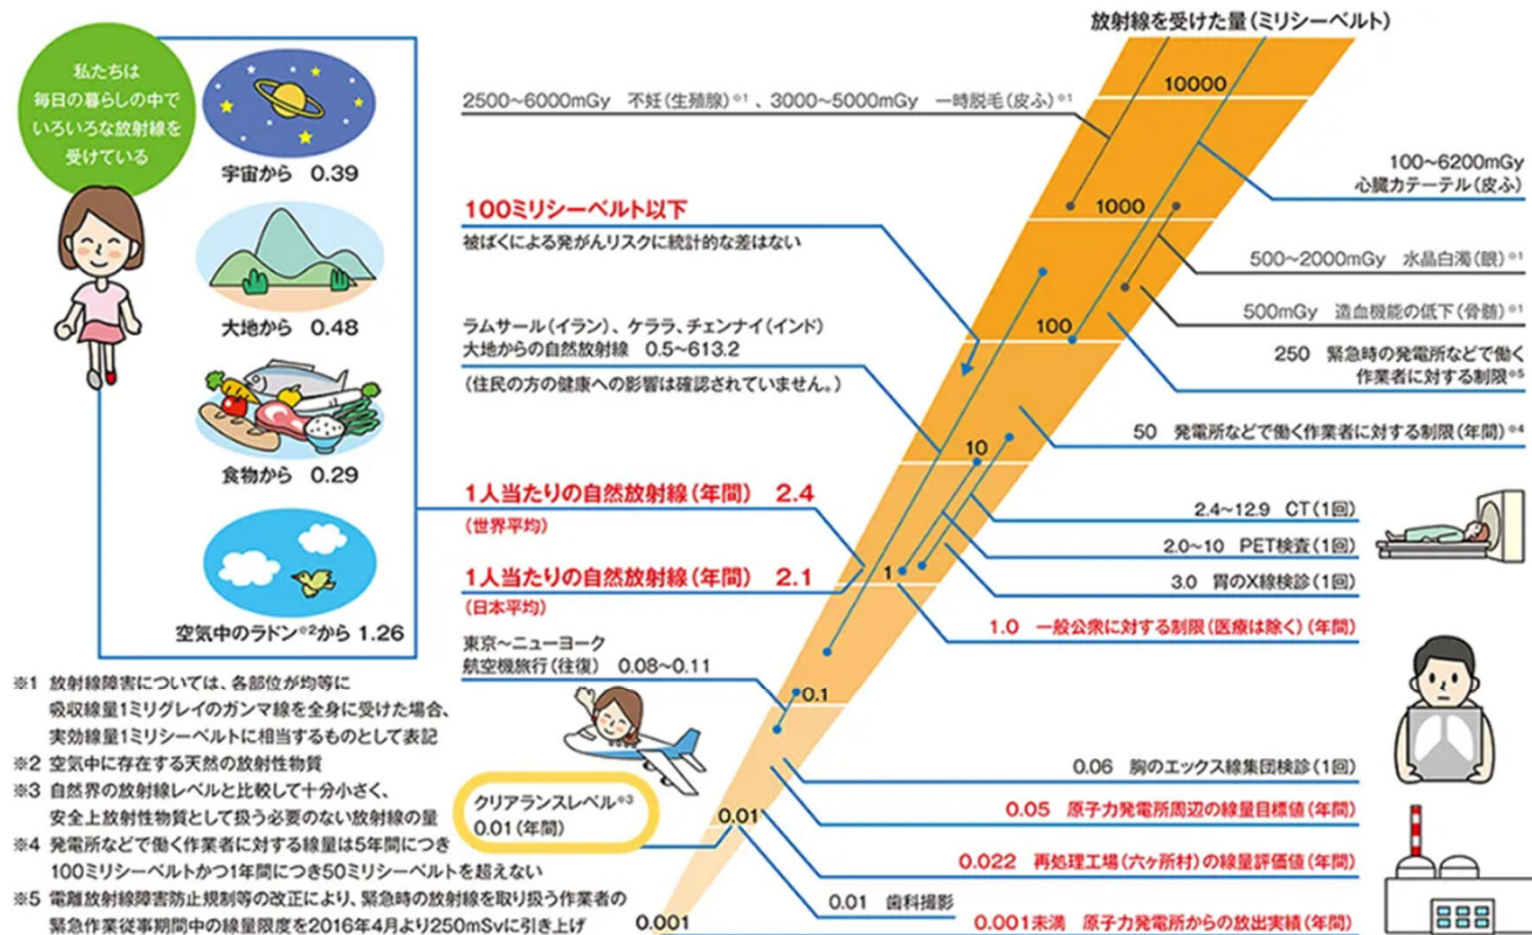 放射線を受けた量(ミリシーベルト)
私たちは
毎日の暮らしの中で
いろいろな放射線を
受けている
宇宙から 0.39
大地から 0.48
食物から 0.29
空気中のラドン※2から 1.26
2500~6000mGy 不妊(生殖腺)※1 、3000~5000mGy 一時脱毛(皮ふ)※1
100ミリシーベルト以下
被ばくによる発がんリスクに統計的な差はない
ラムサール(イラン)、ケララ、チェンナイ(インド)
大地からの自然放射線 0.5~613.2
(住民の方の健康への影響は確認されていません。)
1人当たりの自然放射線(年間) 2.4
(世界平均)
1人当たりの自然放射線(年間) 2.1
(日本平均)
東京~ニューヨーク
航空機旅行(往復) 0.08~0.11
クリアランスレベル※3
0.01(年間)
10000
1000
100
10
1
0.1
0.01
0.001
100~6200mGy
心臓カテーテル(皮ふ)
500~2000mGy 水晶白濁(眼)※1
500mGy 造血機能の低下(骨髄)※1
250 緊急時の発電所などで働く
作業者に対する制限※5
50 発電所などで働く作業者に対する制限(年間)※4
2.4~12.9 CT(1回)
2.0~10 PET検査(1回)
3.0 胃のX線検診(1回)
1.0 一般公衆に対する制限(医療は除く)(年間)
0.06 胸のエックス線集団検診(1回)
0.05 原子力発電所周辺の線量目標値(年間)
0.022 再処理工場(六ヶ所村)の線量評価値(年間)
0.01 歯科撮影
0.001未満 原子力発電所からの放出実績(年間)
※1 放射線障害については、各部位が均等に
吸収線量1ミリグレイのガンマ線を全身に受けた場合、
実効線量1ミリシーベルトに相当するものとして表記
※2 空気中に存在する天然の放射性物質
※3 自然界の放射線レベルと比較して十分小さく、
安全上放射性物質として扱う必要のない放射線の量
※4 発電所などで働く作業者に対する線量は5年間につき
100ミリシーベルトかつ1年間につき50ミリシーベルトを超えない
※5 電離放射線障害防止規制等の改正により、緊急時の放射線を取り扱う作業者の
緊急作業従事期間中の線量限度を2016年4月より250mSvに引き上げ